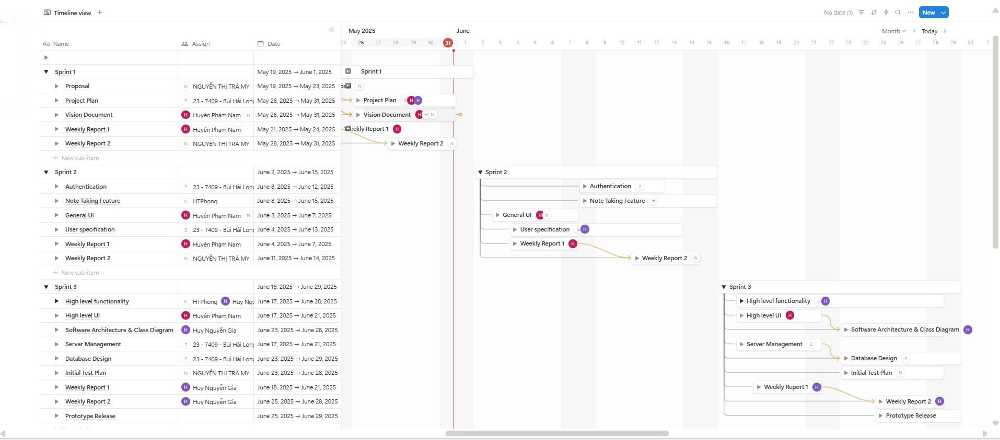 Timeline view
No date (1)
New
May 2025
June
Month
Today
Aa Name
Assign
Date
25 26 27 28 29 30 31 1 2 3 4 5 6 7 8 9 10 11 12 13 14 15 16 17 18 19 20 21 22 23 24 25 26 27 28 29 30 1
Sprint 1 May 19, 2025 → June 1, 2025 Sprint 1
Proposal N NGUYỄN THỊ TRÀ MY May 19, 2025 → May 23, 2025 N
Project Plan 2 23 - 7409 - Bùi Hải Long May 26, 2025 → May 31, 2025 Project Plan 2 H H
Vision Document H Huyên Phạm Nam H May 26, 2025 → May 31, 2025 Vision Document H H N
Weekly Report 1 H Huyên Phạm Nam May 21, 2025 → May 24, 2025 Weekly Report 1 H
Weekly Report 2 N NGUYỄN THỊ TRÀ MY May 28, 2025 → May 31, 2025 Weekly Report 2 N
New sub-item
Sprint 2 June 2, 2025 → June 15, 2025 Sprint 2
Authentication 2 23 - 7409 - Bùi Hải Long June 8, 2025 → June 12, 2025 Authentication 2
Note Taking Feature H HTPhong June 8, 2025 → June 15, 2025 Note Taking Feature H
General UI H Huyên Phạm Nam N June 3, 2025 → June 7, 2025 General UI H N
User specification 2 23 - 7409 - Bùi Hải Long June 4, 2025 → June 13, 2025 User specification 2 H
Weekly Report 1 H Huyên Phạm Nam June 4, 2025 → June 7, 2025 Weekly Report 1 H
Weekly Report 2 N NGUYỄN THỊ TRÀ MY June 11, 2025 → June 14, 2025 Weekly Report 2 N
New sub-item
Sprint 3 June 16, 2025 → June 29, 2025 Sprint 3
High level functionality H HTPhong H Huy Ngu June 17, 2025 → June 28, 2025 High level functionality H H
High level UI H Huyên Phạm Nam June 17, 2025 → June 21, 2025 High level UI H
Software Architecture & Class Diagram H Huy Nguyễn Gia June 23, 2025 → June 28, 2025 Software Architecture & Class Diagram H
Server Management 2 23 - 7409 - Bùi Hải Long June 17, 2025 → June 21, 2025 Server Management 2
Database Design 2 23 - 7409 - Bùi Hải Long June 23, 2025 → June 29, 2025 Database Design 2
Initial Test Plan N NGUYỄN THỊ TRÀ MY June 23, 2025 → June 28, 2025 Initial Test Plan N
Weekly Report 1 H Huy Nguyễn Gia June 18, 2025 → June 21, 2025 Weekly Report 1 H
Weekly Report 2 H Huy Nguyễn Gia June 25, 2025 → June 28, 2025 Weekly Report 2 H
Prototype Release June 25, 2025 → June 29, 2025 Prototype Release